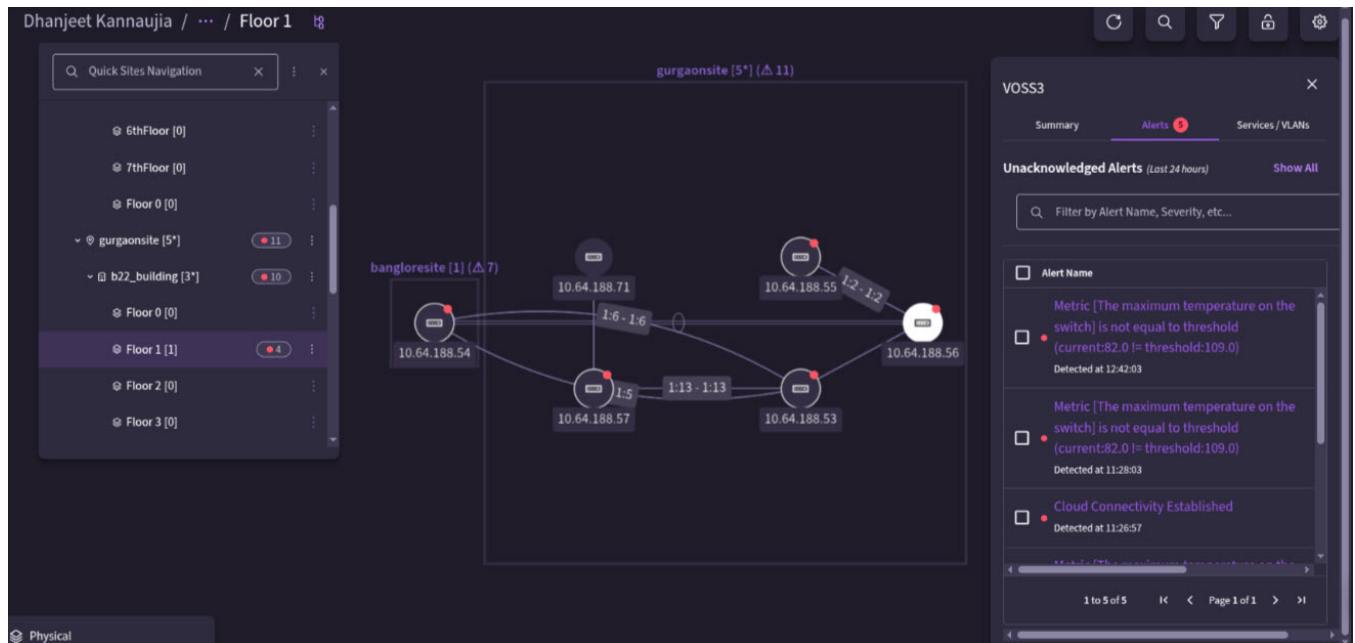 Dhanjeet Kannaujia / ··· / Floor 1
Quick Sites Navigation
6thFloor [0]
7thFloor [0]
Floor 0 [0]
gurgaonsite [5*]
11
b22_building [3*]
10
Floor 0 [0]
Floor 1 [1]
4
Floor 2 [0]
Floor 3 [0]
Physical
gurgaonsite [5*] (⚠ 11)
bangloresite [1] (⚠ 7)
10.64.188.71
10.64.188.55
1:2 - 1:2
1:6 - 1:6
10.64.188.54
10.64.188.56
1:5
1:13 - 1:13
10.64.188.57
10.64.188.53
VOSS3
Summary
Alerts 5
Services / VLANs
Unacknowledged Alerts (Last 24 hours)
Show All
Filter by Alert Name, Severity, etc...
Alert Name
Metric [The maximum temperature on the
switch] is not equal to threshold
(current:82.0 != threshold:109.0)
Detected at 12:42:03
Metric [The maximum temperature on the
switch] is not equal to threshold
(current:82.0 != threshold:109.0)
Detected at 11:28:03
Cloud Connectivity Established
Detected at 11:26:57
Metric [The maximum temperature on the
1 to 5 of 5
Page 1 of 1